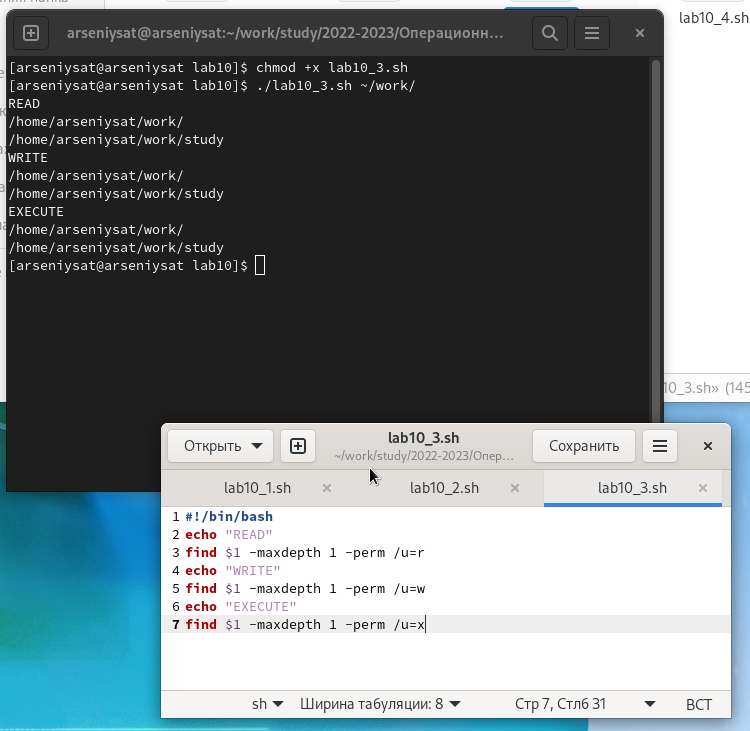 lab10_4.sh
arseniysat@arseniysat:~/work/study/2022-2023/Операционн...
[arseniysat@arseniysat lab10]$ chmod +x lab10_3.sh
[arseniysat@arseniysat lab10]$ ./lab10_3.sh ~/work/
READ
/home/arseniysat/work/
/home/arseniysat/work/study
WRITE
/home/arseniysat/work/
/home/arseniysat/work/study
EXECUTE
/home/arseniysat/work/
/home/arseniysat/work/study
[arseniysat@arseniysat lab10]$
10_3.sh» (145
Открыть
lab10_3.sh
~/work/study/2022-2023/Опер...
Сохранить
lab10_1.sh
lab10_2.sh
lab10_3.sh
1 #!/bin/bash
2 echo "READ"
3 find $1 -maxdepth 1 -perm /u=r
4 echo "WRITE"
5 find $1 -maxdepth 1 -perm /u=w
6 echo "EXECUTE"
7 find $1 -maxdepth 1 -perm /u=x
sh
Ширина табуляции: 8
Стр 7, Стлб 31
ВСТ